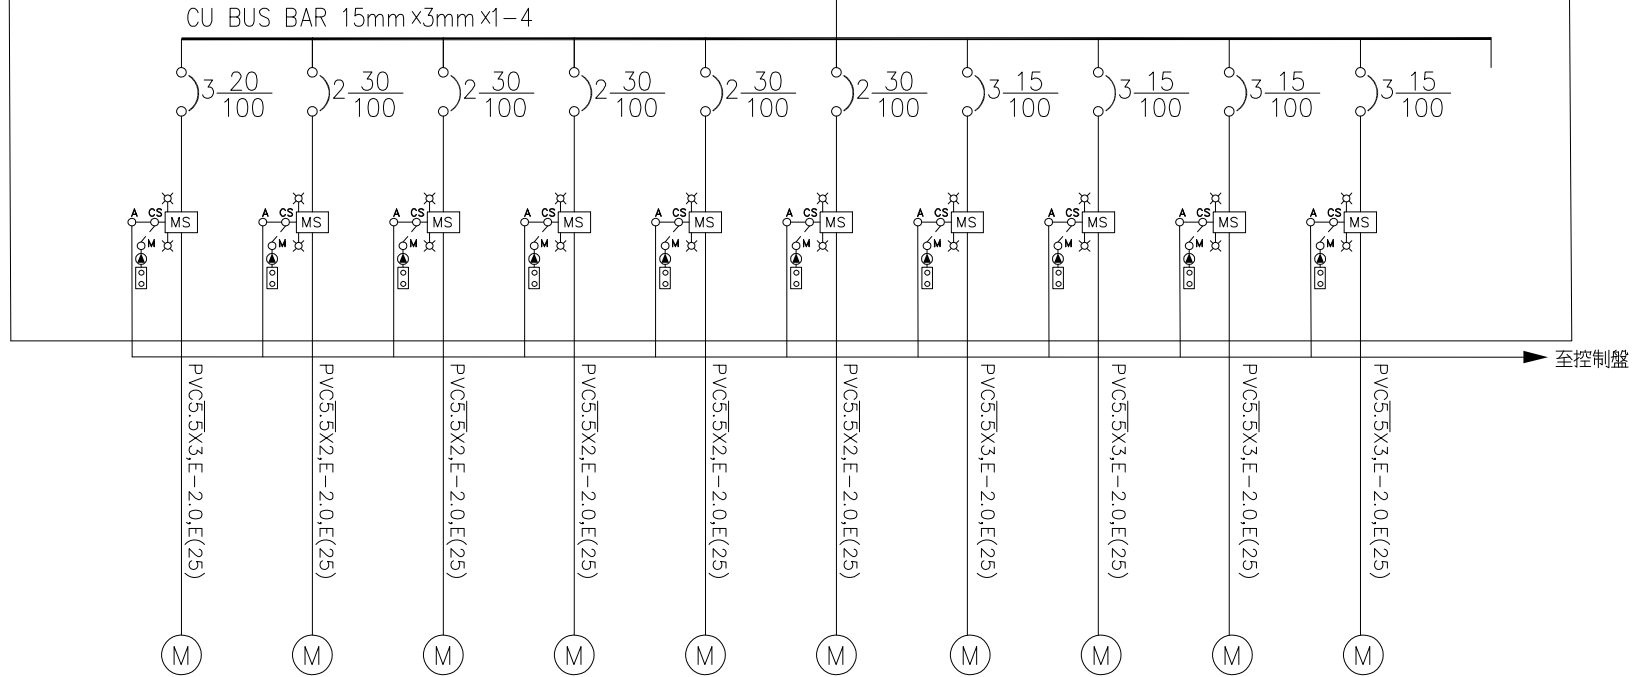 CU BUS BAR 15mm×3mm×1-4
3 20/100
2 30/100
2 30/100
2 30/100
2 30/100
2 30/100
3 15/100
3 15/100
3 15/100
3 15/100
A CS MS M
A CS MS M
A CS MS M
A CS MS M
A CS MS M
A CS MS M
A CS MS M
A CS MS M
A CS MS M
A CS MS M
至控制盤
PVC5.5X3,E-2.0,E(25)
PVC5.5X2,E-2.0,E(25)
PVC5.5X2,E-2.0,E(25)
PVC5.5X2,E-2.0,E(25)
PVC5.5X2,E-2.0,E(25)
PVC5.5X2,E-2.0,E(25)
PVC5.5X3,E-2.0,E(25)
PVC5.5X3,E-2.0,E(25)
PVC5.5X3,E-2.0,E(25)
PVC5.5X3,E-2.0,E(25)
M M M M M M M M M M